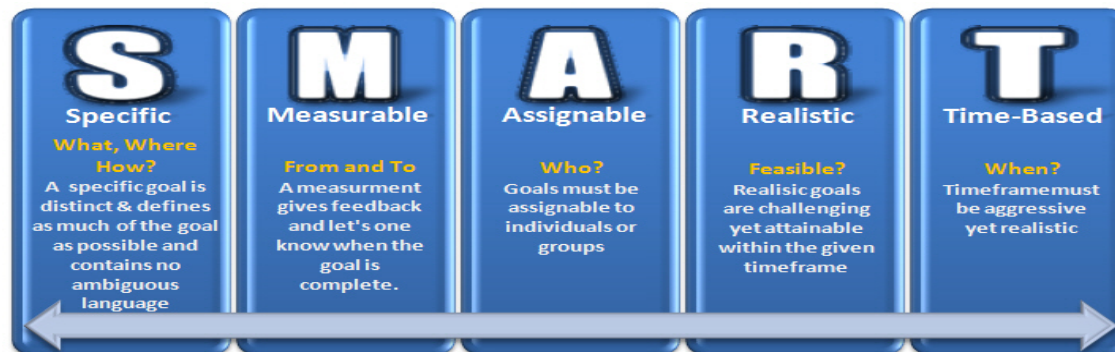 S
Specific
What, Where
How?
A specific goal is
distinct & defines
as much of the goal
as possible and
contains no
ambiguous
language
M
Measurable
From and To
A measurment
gives feedback
and let's one
know when the
goal is
complete.
A
Assignable
Who?
Goals must be
assignable to
individuals or
groups
R
Realistic
Feasible?
Realisic goals
are challenging
yet attainable
within the given
timeframe
T
Time-Based
When?
Timeframe must
be aggressive
yet realistic